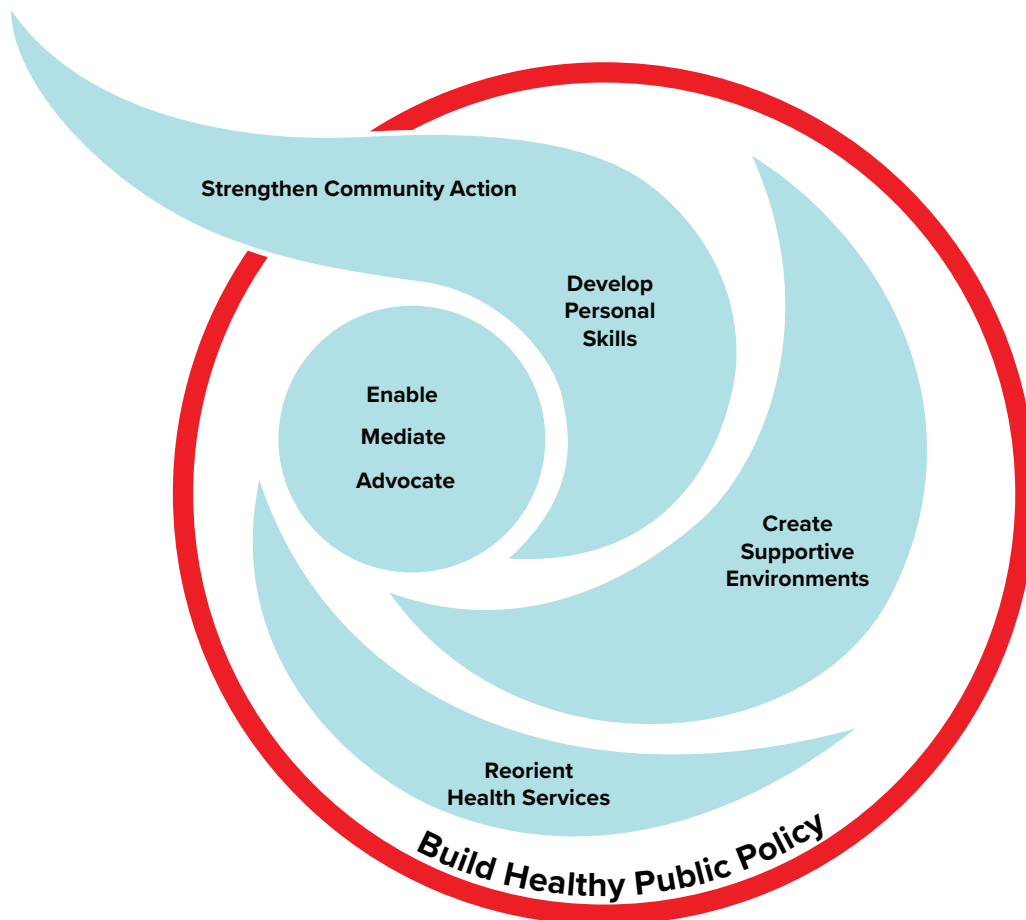 Strengthen Community Action
Develop
Personal
Skills
Enable
Mediate
Advocate
Create
Supportive
Environments
Reorient
Health Services
Build Healthy Public Policy